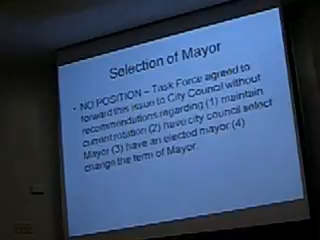 Selection of Mayor
• NO POSITION – Task Force agreed to
forward this issue to City Council without
recommendations regarding (1) maintain
current rotation (2) have city council select
Mayor (3) have an elected mayor (4)
change the term of Mayor.